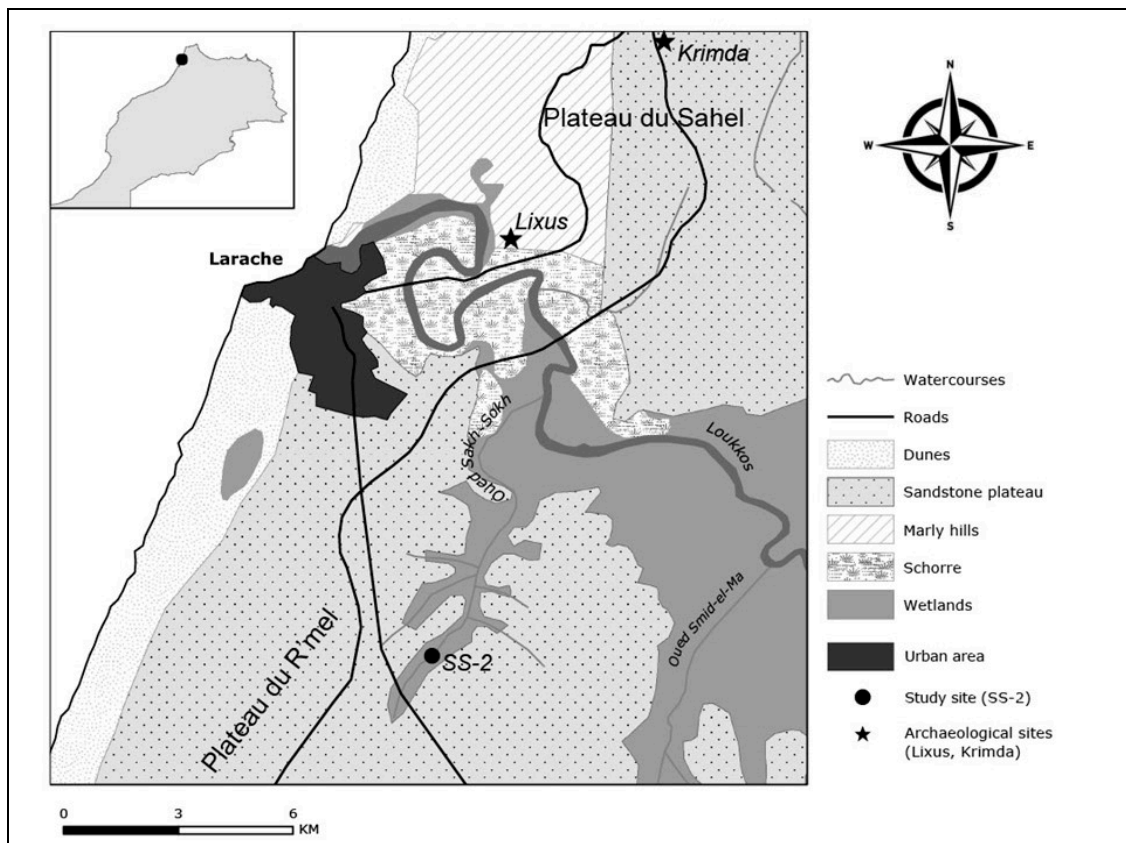 Krimda
Plateau du Sahel
Lixus
Larache
Oued Sakh-Sokh
Loukkos
Oued Smid-el-Ma
SS-2
Plateau du R'mel
N
W
E
S
Watercourses
Roads
Dunes
Sandstone plateau
Marly hills
Schorre
Wetlands
Urban area
Study site (SS-2)
Archaeological sites
(Lixus, Krimda)
0 3 6
KM